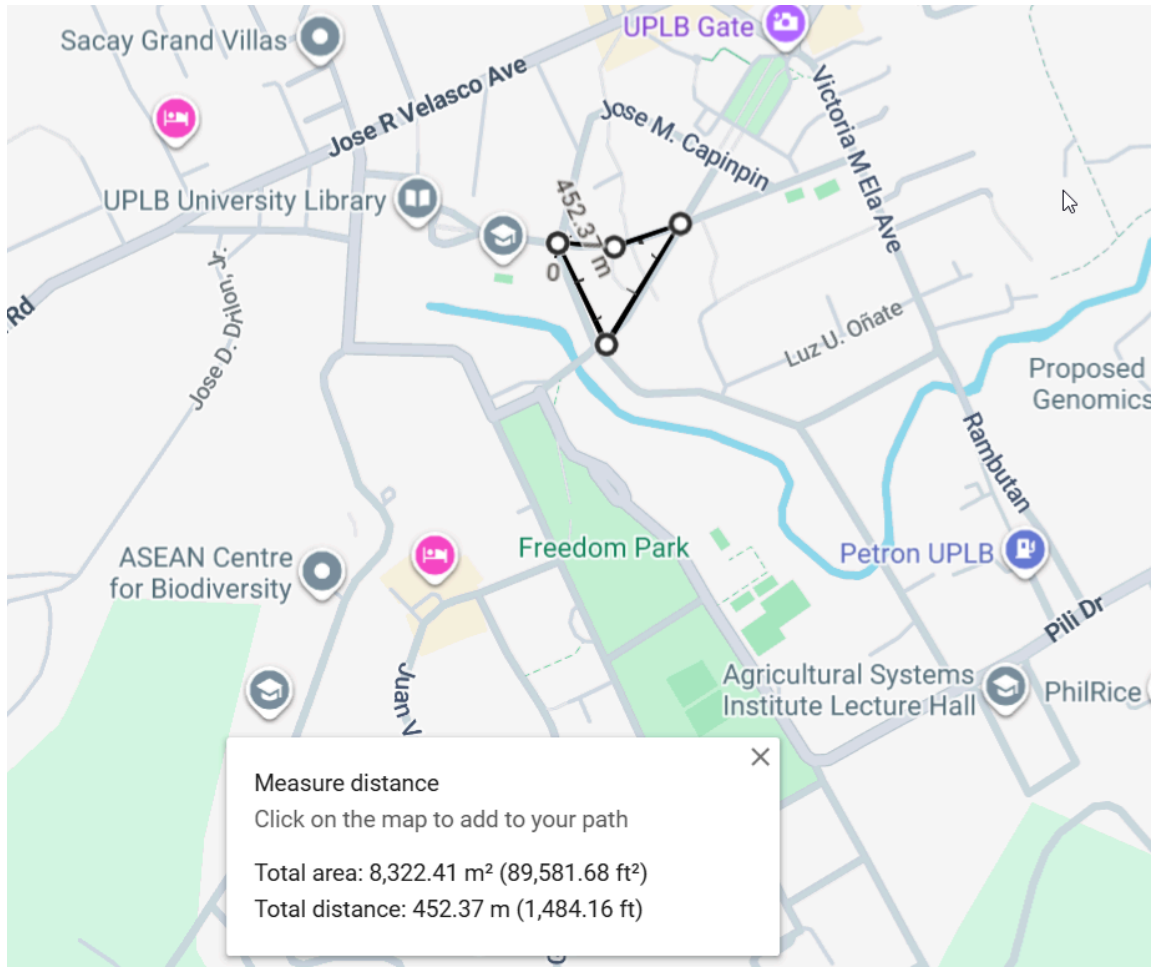 UPLB Gate
Sacay Grand Villas
Jose R Velasco Ave
Victoria M Ela Ave
Jose M. Capinpin
UPLB University Library
452.37 m
0
Jose D. Drilon, Jr.
Rd
Luz U. Oñate
Proposed
Genomics
Rambutan
Freedom Park
ASEAN Centre
for Biodiversity
Petron UPLB
Pili Dr
Juan V
Agricultural Systems
Institute Lecture Hall
PhilRice
Measure distance
Click on the map to add to your path
Total area: 8,322.41 m² (89,581.68 ft²)
Total distance: 452.37 m (1,484.16 ft)